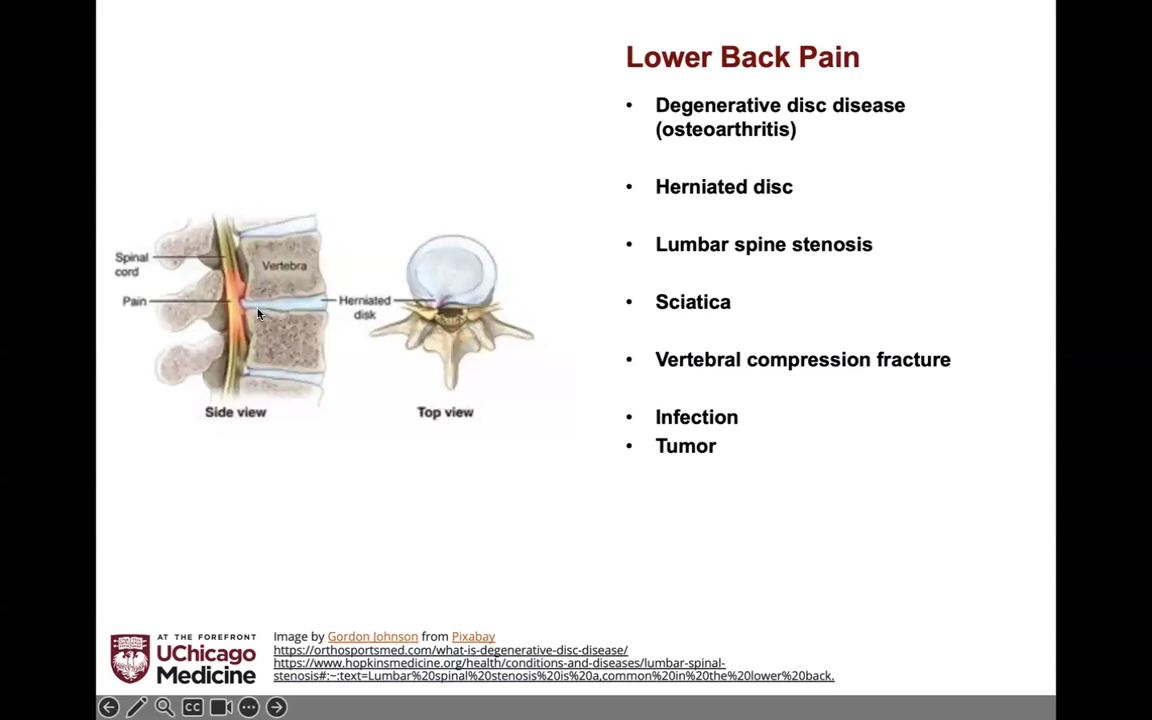 Lower Back Pain
• Degenerative disc disease
(osteoarthritis)
• Herniated disc
• Lumbar spine stenosis
• Sciatica
• Vertebral compression fracture
• Infection
• Tumor
Spinal
cord
Vertebra
Pain
Herniated
disk
Side view
Top view
AT THE FOREFRONT
UChicago
Medicine
Image by Gordon Johnson from Pixabay
https://orthosportsmed.com/what-is-degenerative-disc-disease/
https://www.hopkinsmedicine.org/health/conditions-and-diseases/lumbar-spinal-
stenosis#:~:text=Lumbar%20spinal%20stenosis%20is%20a,common%20in%20the%20lower%20back.
CC